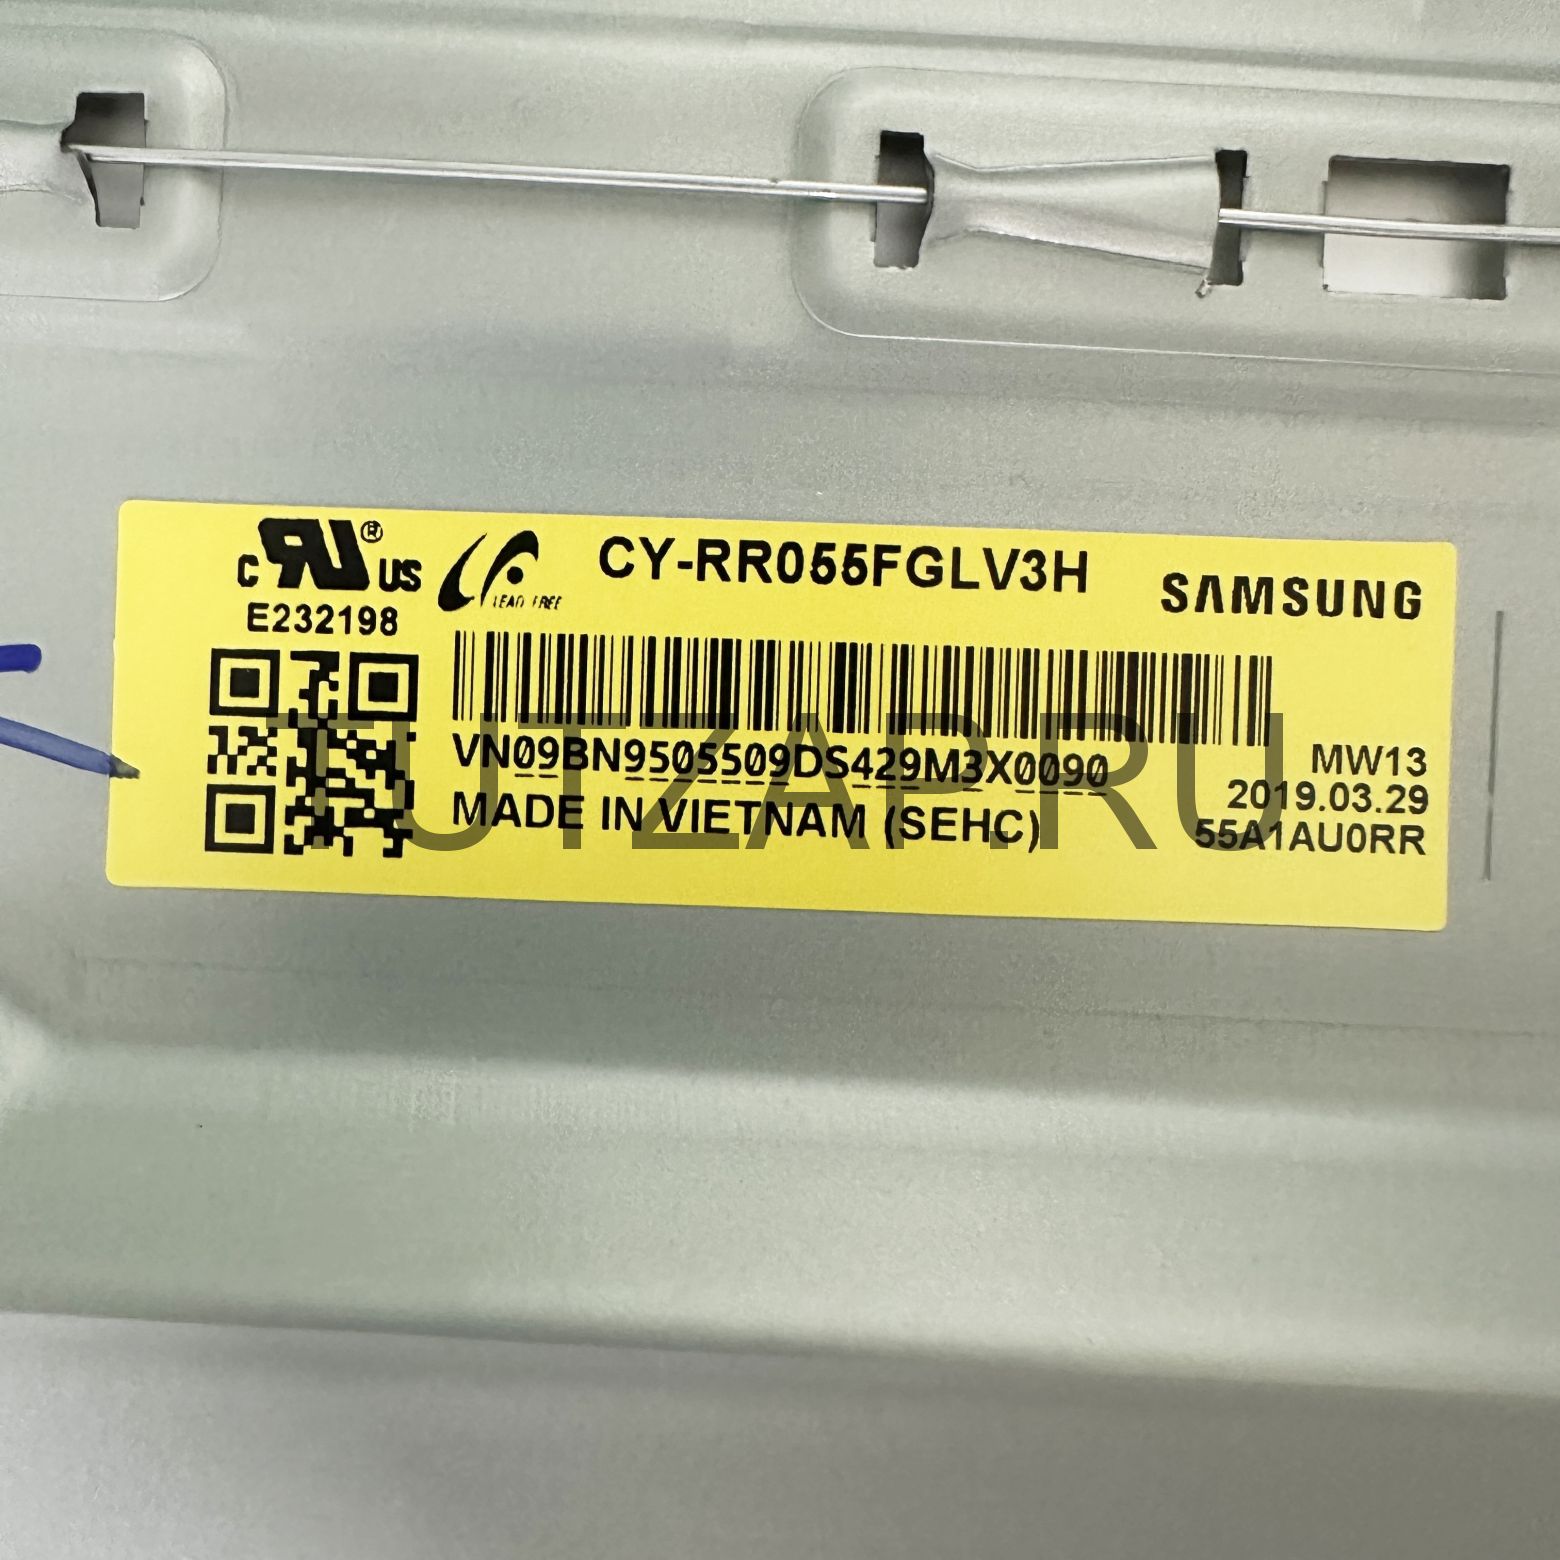 C UR® US
E232198
LEAD FREE
CY-RR055FGLV3H
SAMSUNG
VN09BN9505509DS429M3X0090
MADE IN VIETNAM (SEHC)
MW13
2019.03.29
55A1AU0RR
TUTZAP.RU